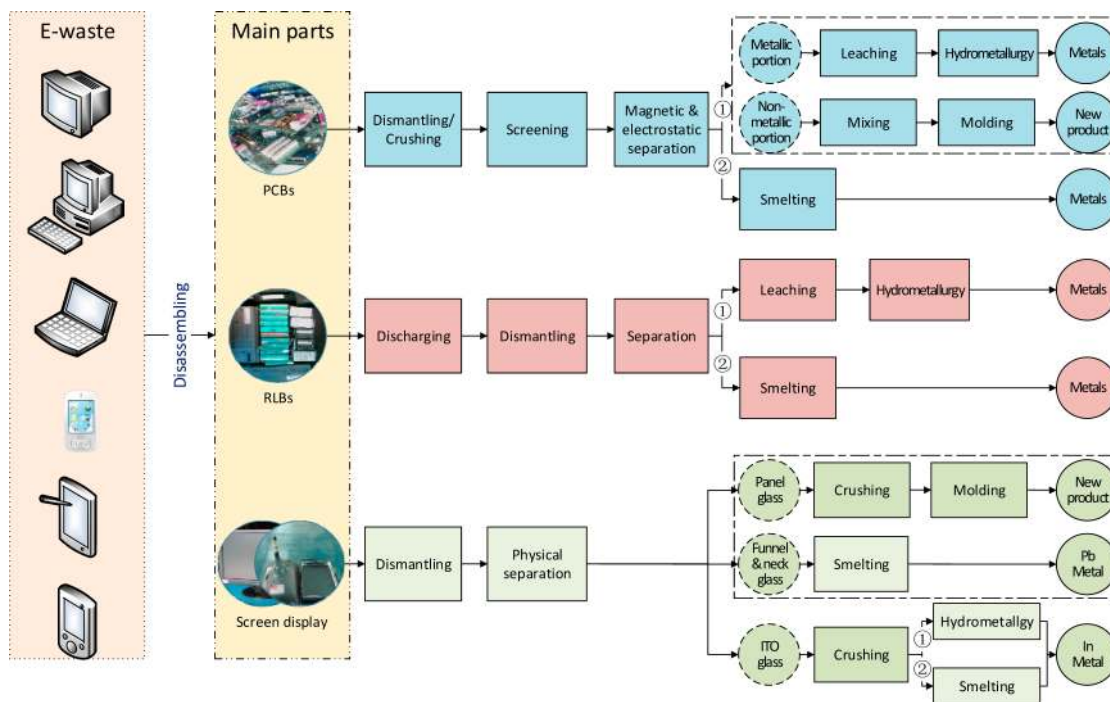 E-waste
Main parts
Disassembling
PCBs
Dismantling/
Crushing
Screening
Magnetic &
electrostatic
separation
①
②
Metallic
portion
Leaching
Hydrometallurgy
Metals
Non-
metallic
portion
Mixing
Molding
New
product
Smelting
Metals
RLBs
Discharging
Dismantling
Separation
①
②
Leaching
Hydrometallurgy
Metals
Smelting
Metals
Screen display
Dismantling
Physical
separation
Panel
glass
Crushing
Molding
New
product
Funnel
& neck
glass
Smelting
Pb
Metal
ITO
glass
Crushing
①
②
Hydrometallgy
Smelting
In
Metal